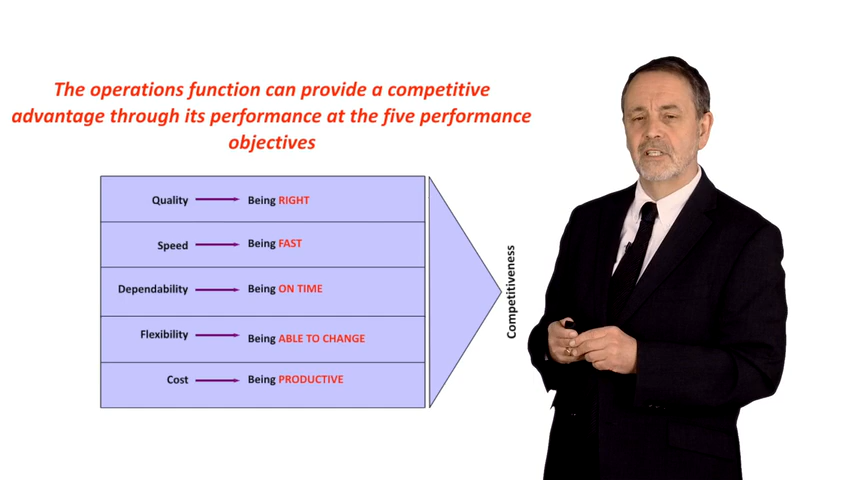 The operations function can provide a competitive
advantage through its performance at the five performance
objectives
Quality Being RIGHT
Speed Being FAST
Dependability Being ON TIME
Flexibility Being ABLE TO CHANGE
Cost Being PRODUCTIVE
Competitiveness